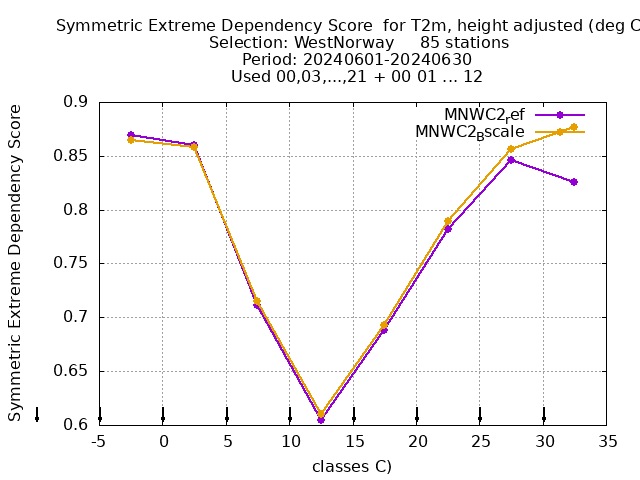 Symmetric Extreme Dependency Score for T2m, height adjusted (deg C
Selection: WestNorway 85 stations
Period: 20240601-20240630
Used 00,03,...,21 + 00 01 ... 12
Symmetric Extreme Dependency Score
0.9
0.85
0.8
0.75
0.7
0.65
0.6
MNWC2ref
MNWC2Bscale
-5 0 5 10 15 20 25 30 35
classes C)